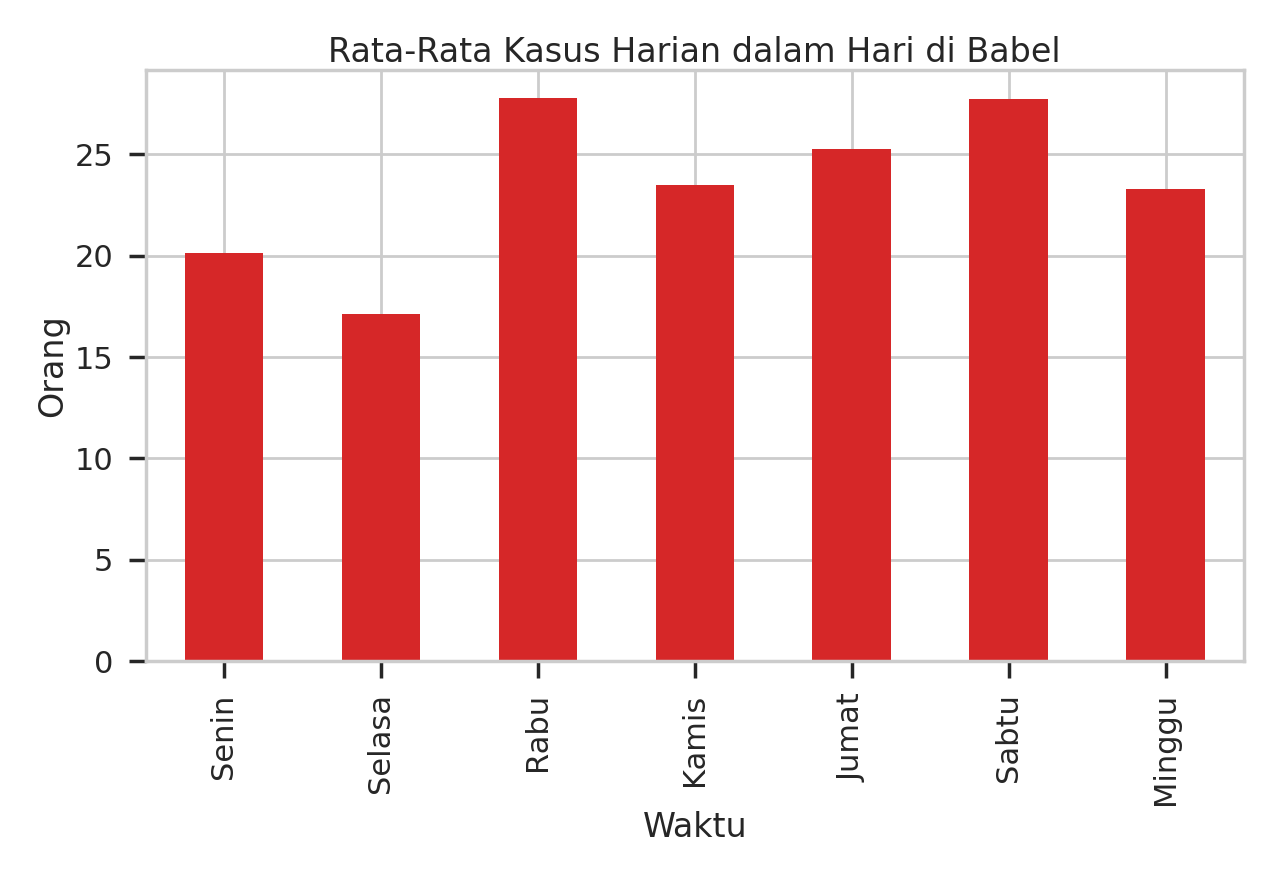 Rata-Rata Kasus Harian dalam Hari di Babel
Orang
25
20
15
10
5
0
Senin
Selasa
Rabu
Kamis
Jumat
Sabtu
Minggu
Waktu